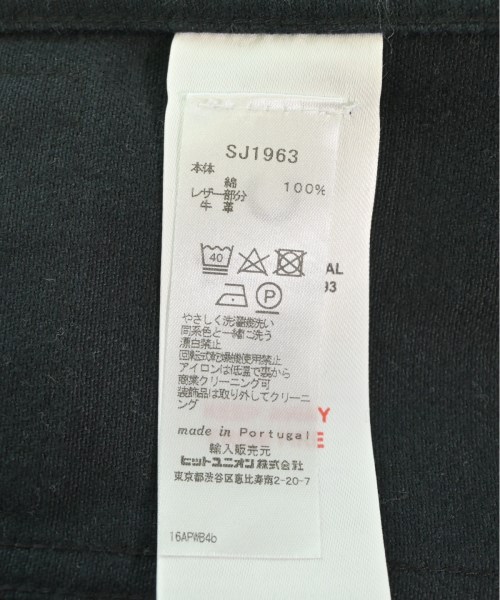 SJ1963
本体
綿 100%
レザー部分
牛 革
40
P
AL
93
やさしく洗濯機洗い
同系色と一緒に洗う
漂白禁止
回転式乾燥機使用禁止
アイロンは低温で裏から
商業クリーニング可
装飾品は取り外してクリーニ
ング
Y
made in Portugal
E
輸入販売元
ヒットユニオン株式会社
東京都渋谷区恵比寿南2-20-7
16APWB4b